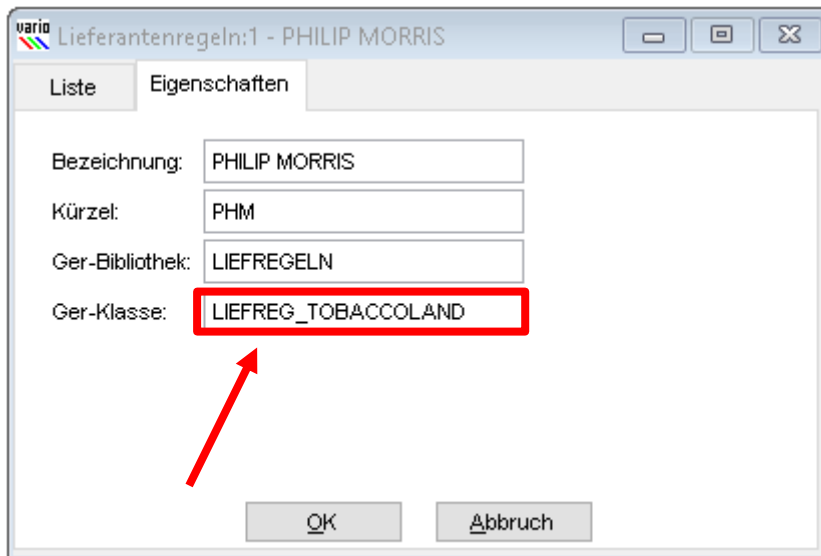 vario Lieferantenregeln:1 - PHILIP MORRIS
Liste Eigenschaften
Bezeichnung: PHILIP MORRIS
Kürzel: PHM
Ger-Bibliothek: LIEFREGELN
Ger-Klasse: LIEFREG_TOBACCOLAND
OK Abbruch